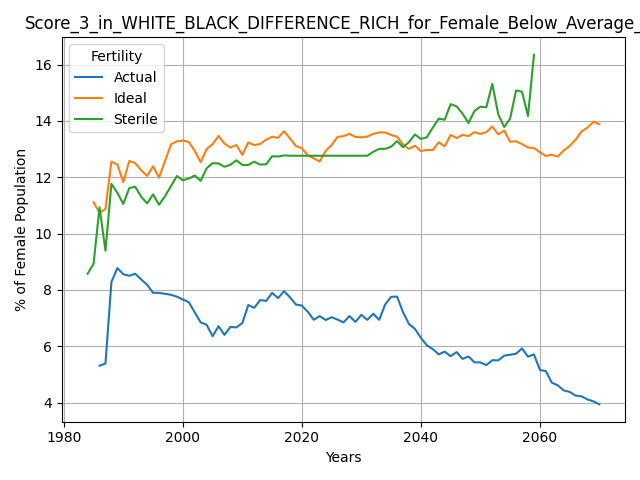 Score_3_in_WHITE_BLACK_DIFFERENCE_RICH_for_Female_Below_Average_
Fertility
Actual
Ideal
Sterile
% of Female Population
16
14
12
10
8
6
4
1980
2000
2020
2040
2060
Years